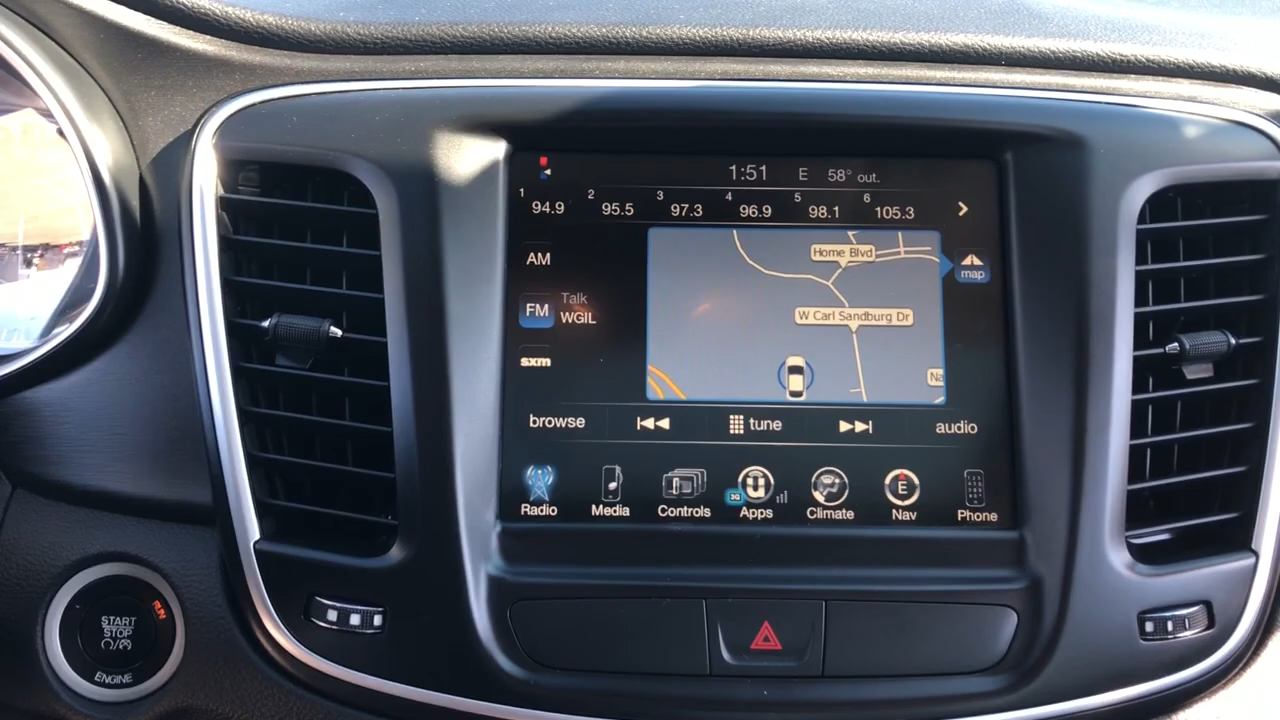 1:51 E 58° out.
1 94.9 2 95.5 3 97.3 4 96.9 5 98.1 6 105.3
AM
FM Talk
WGIL
sxm
Home Blvd
W Carl Sandburg Dr
Na
map
browse tune audio
3G
E
Radio Media Controls Apps Climate Nav Phone
START
STOP
ENGINE
RUN